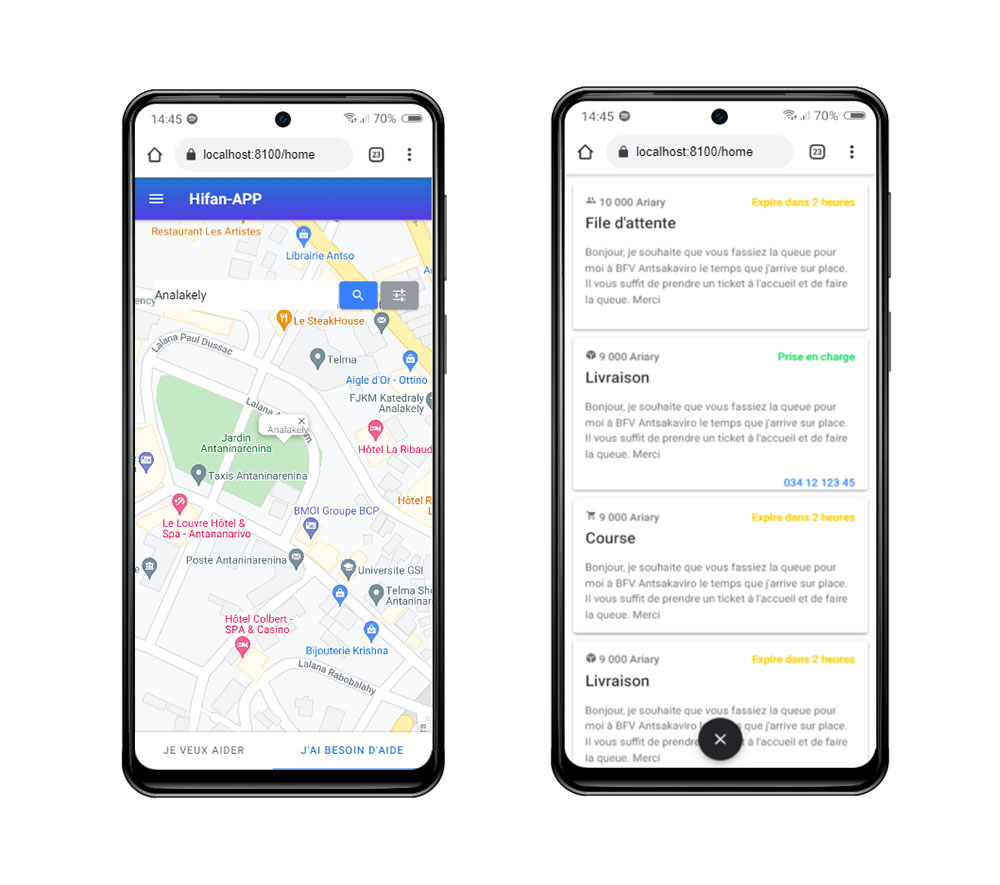 14:45
70%
localhost:8100/home
23
Hifan-APP
Restaurant Les Artistes
Librairie Antso
ency
Analakely
Le SteakHouse
Lalana Paul Dussac
Telma
Aigle d'Or - Ottino
FJKM Katedraly
Analakely
Lalana
Analakely
Jardin
Antaninarenina
Hôtel La Ribaud
Taxis Antaninarenina
Hôtel R
Le Louvre Hôtel &
Spa - Antananarivo
BMOI Groupe BCP
Poste Antaninarenina
e
Université GSI
Telma Sho
Antaninar
Hôtel Colbert -
SPA & Casino
Bijouterie Krishna
Lalana Rabobalahy
JE VEUX AIDER
J'AI BESOIN D'AIDE
14:45
70%
localhost:8100/home
23
10 000 Ariary
Expire dans 2 heures
File d'attente
Bonjour, je souhaite que vous fassiez la queue pour
moi à BFV Antsakaviro le temps que j'arrive sur place.
Il vous suffit de prendre un ticket à l'accueil et de faire
la queue. Merci
9 000 Ariary
Prise en charge
Livraison
Bonjour, je souhaite que vous fassiez la queue pour
moi à BFV Antsakaviro le temps que j'arrive sur place.
Il vous suffit de prendre un ticket à l'accueil et de faire
la queue. Merci
034 12 123 45
9 000 Ariary
Expire dans 2 heures
Course
Bonjour, je souhaite que vous fassiez la queue pour
moi à BFV Antsakaviro le temps que j'arrive sur place.
Il vous suffit de prendre un ticket à l'accueil et de faire
la queue. Merci
9 000 Ariary
Expire dans 2 heures
Livraison
Bonjour, je souhaite que vous fassiez la queue pour
moi à BFV Antsakaviro ps que j'arrive sur place.
Il vous suffit de prendre à l'accueil et de faire
la queue. Merci